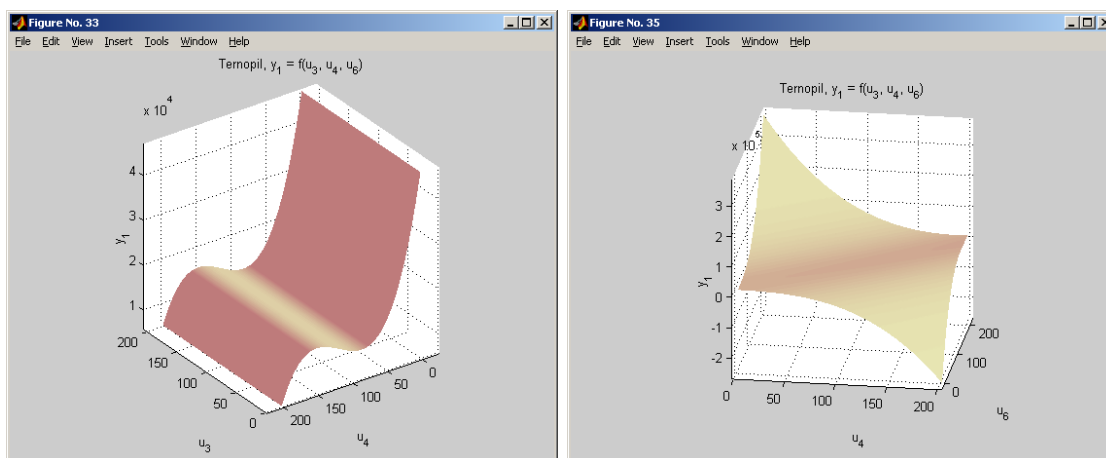 Figure No. 33
File Edit View Insert Tools Window Help
Ternopil, y1 = f(u3, u4, u6)
x 10^4
4
3
2
1
y1
200
150
100
50
0
u3
200
150
100
50
0
u4
Figure No. 35
File Edit View Insert Tools Window Help
Ternopil, y1 = f(u3, u4, u6)
x 10^5
3
2
1
0
-1
-2
y1
0
50
100
150
200
u4
200
100
0
u6